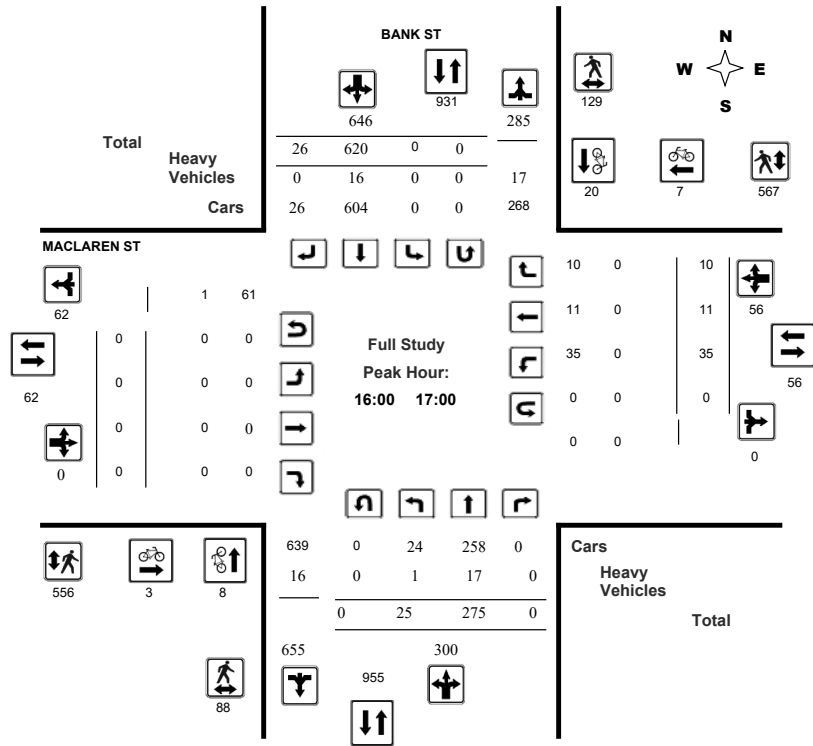 BANK ST
N
W E
S
931
129
646 285
Total 26 620 0 0
Heavy
Vehicles 0 16 0 0 17
20 7 567
Cars 26 604 0 0 268
MACLAREN ST
10 0 10
62 1 61
11 0 11 56
0 0 0
Full Study
35 0 35
62
56
0 0 0
Peak Hour:
16:00 17:00
0 0 0
0 0 0
0 0
0
0 0 0 0
639 0 24 258 0 Cars
16 0 1 17 0 Heavy
Vehicles
556 3 8
0 25 275 0 Total
655 300
955
88